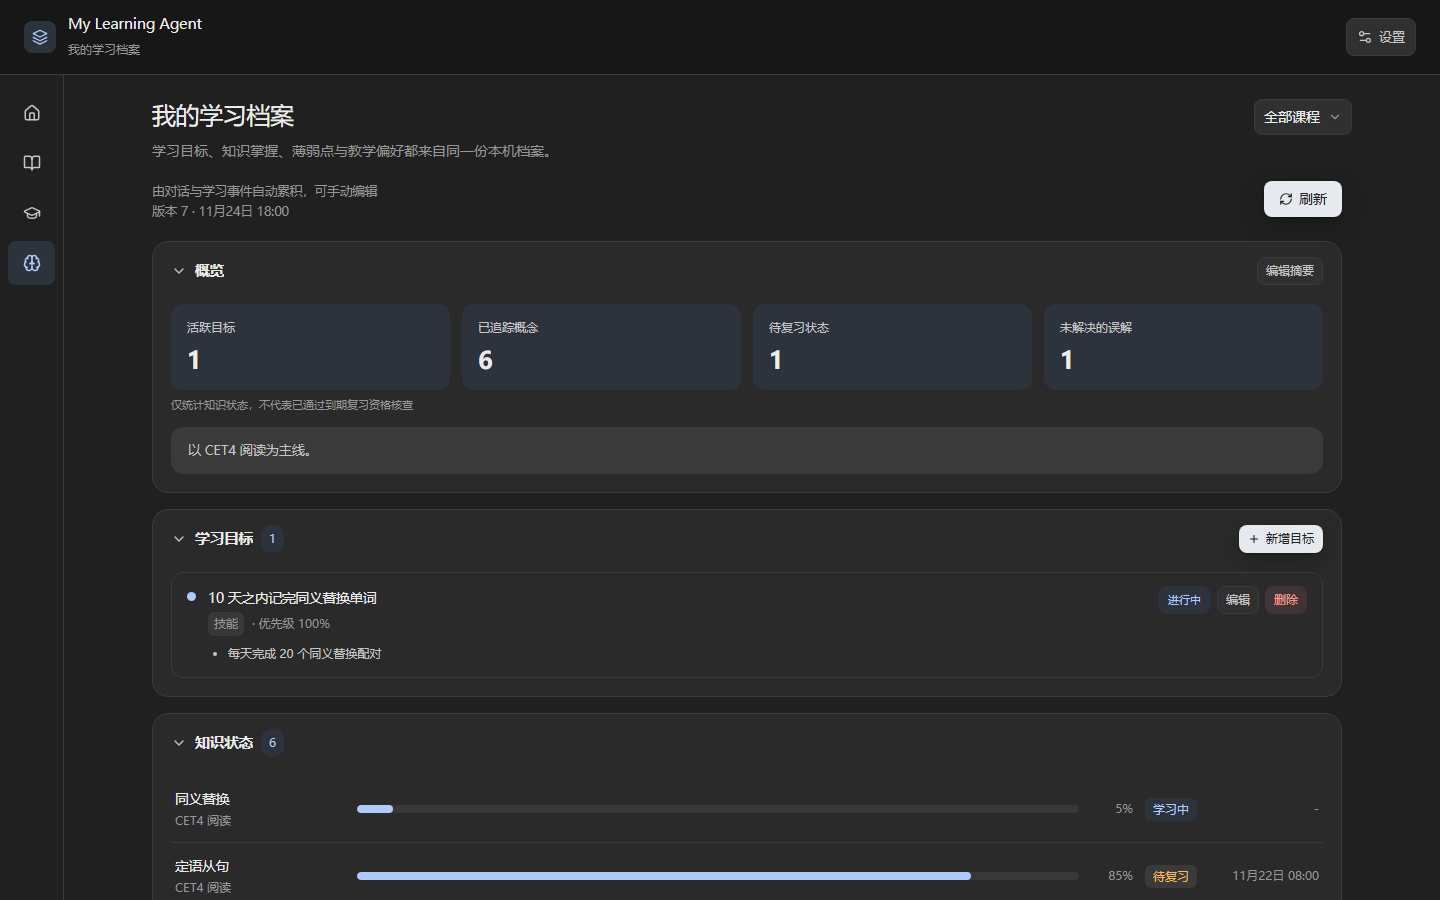 My Learning Agent
我的学习档案
设置
我的学习档案
全部课程
学习目标、知识掌握、薄弱点与教学偏好都来自同一份本机档案。
由对话与学习事件自动累积，可手动编辑
版本 7 · 11月24日 18:00
刷新
概览
编辑摘要
活跃目标
1
已追踪概念
6
待复习状态
1
未解决的误解
1
仅统计知识状态，不代表已通过到期复习资格核查
以 CET4 阅读为主线。
学习目标 1
+ 新增目标
10 天之内记完同义替换单词
进行中 编辑 删除
技能 · 优先级 100%
• 每天完成 20 个同义替换配对
知识状态 6
同义替换
CET4 阅读
5% 学习中 -
定语从句
CET4 阅读
85% 待复习 11月22日 08:00